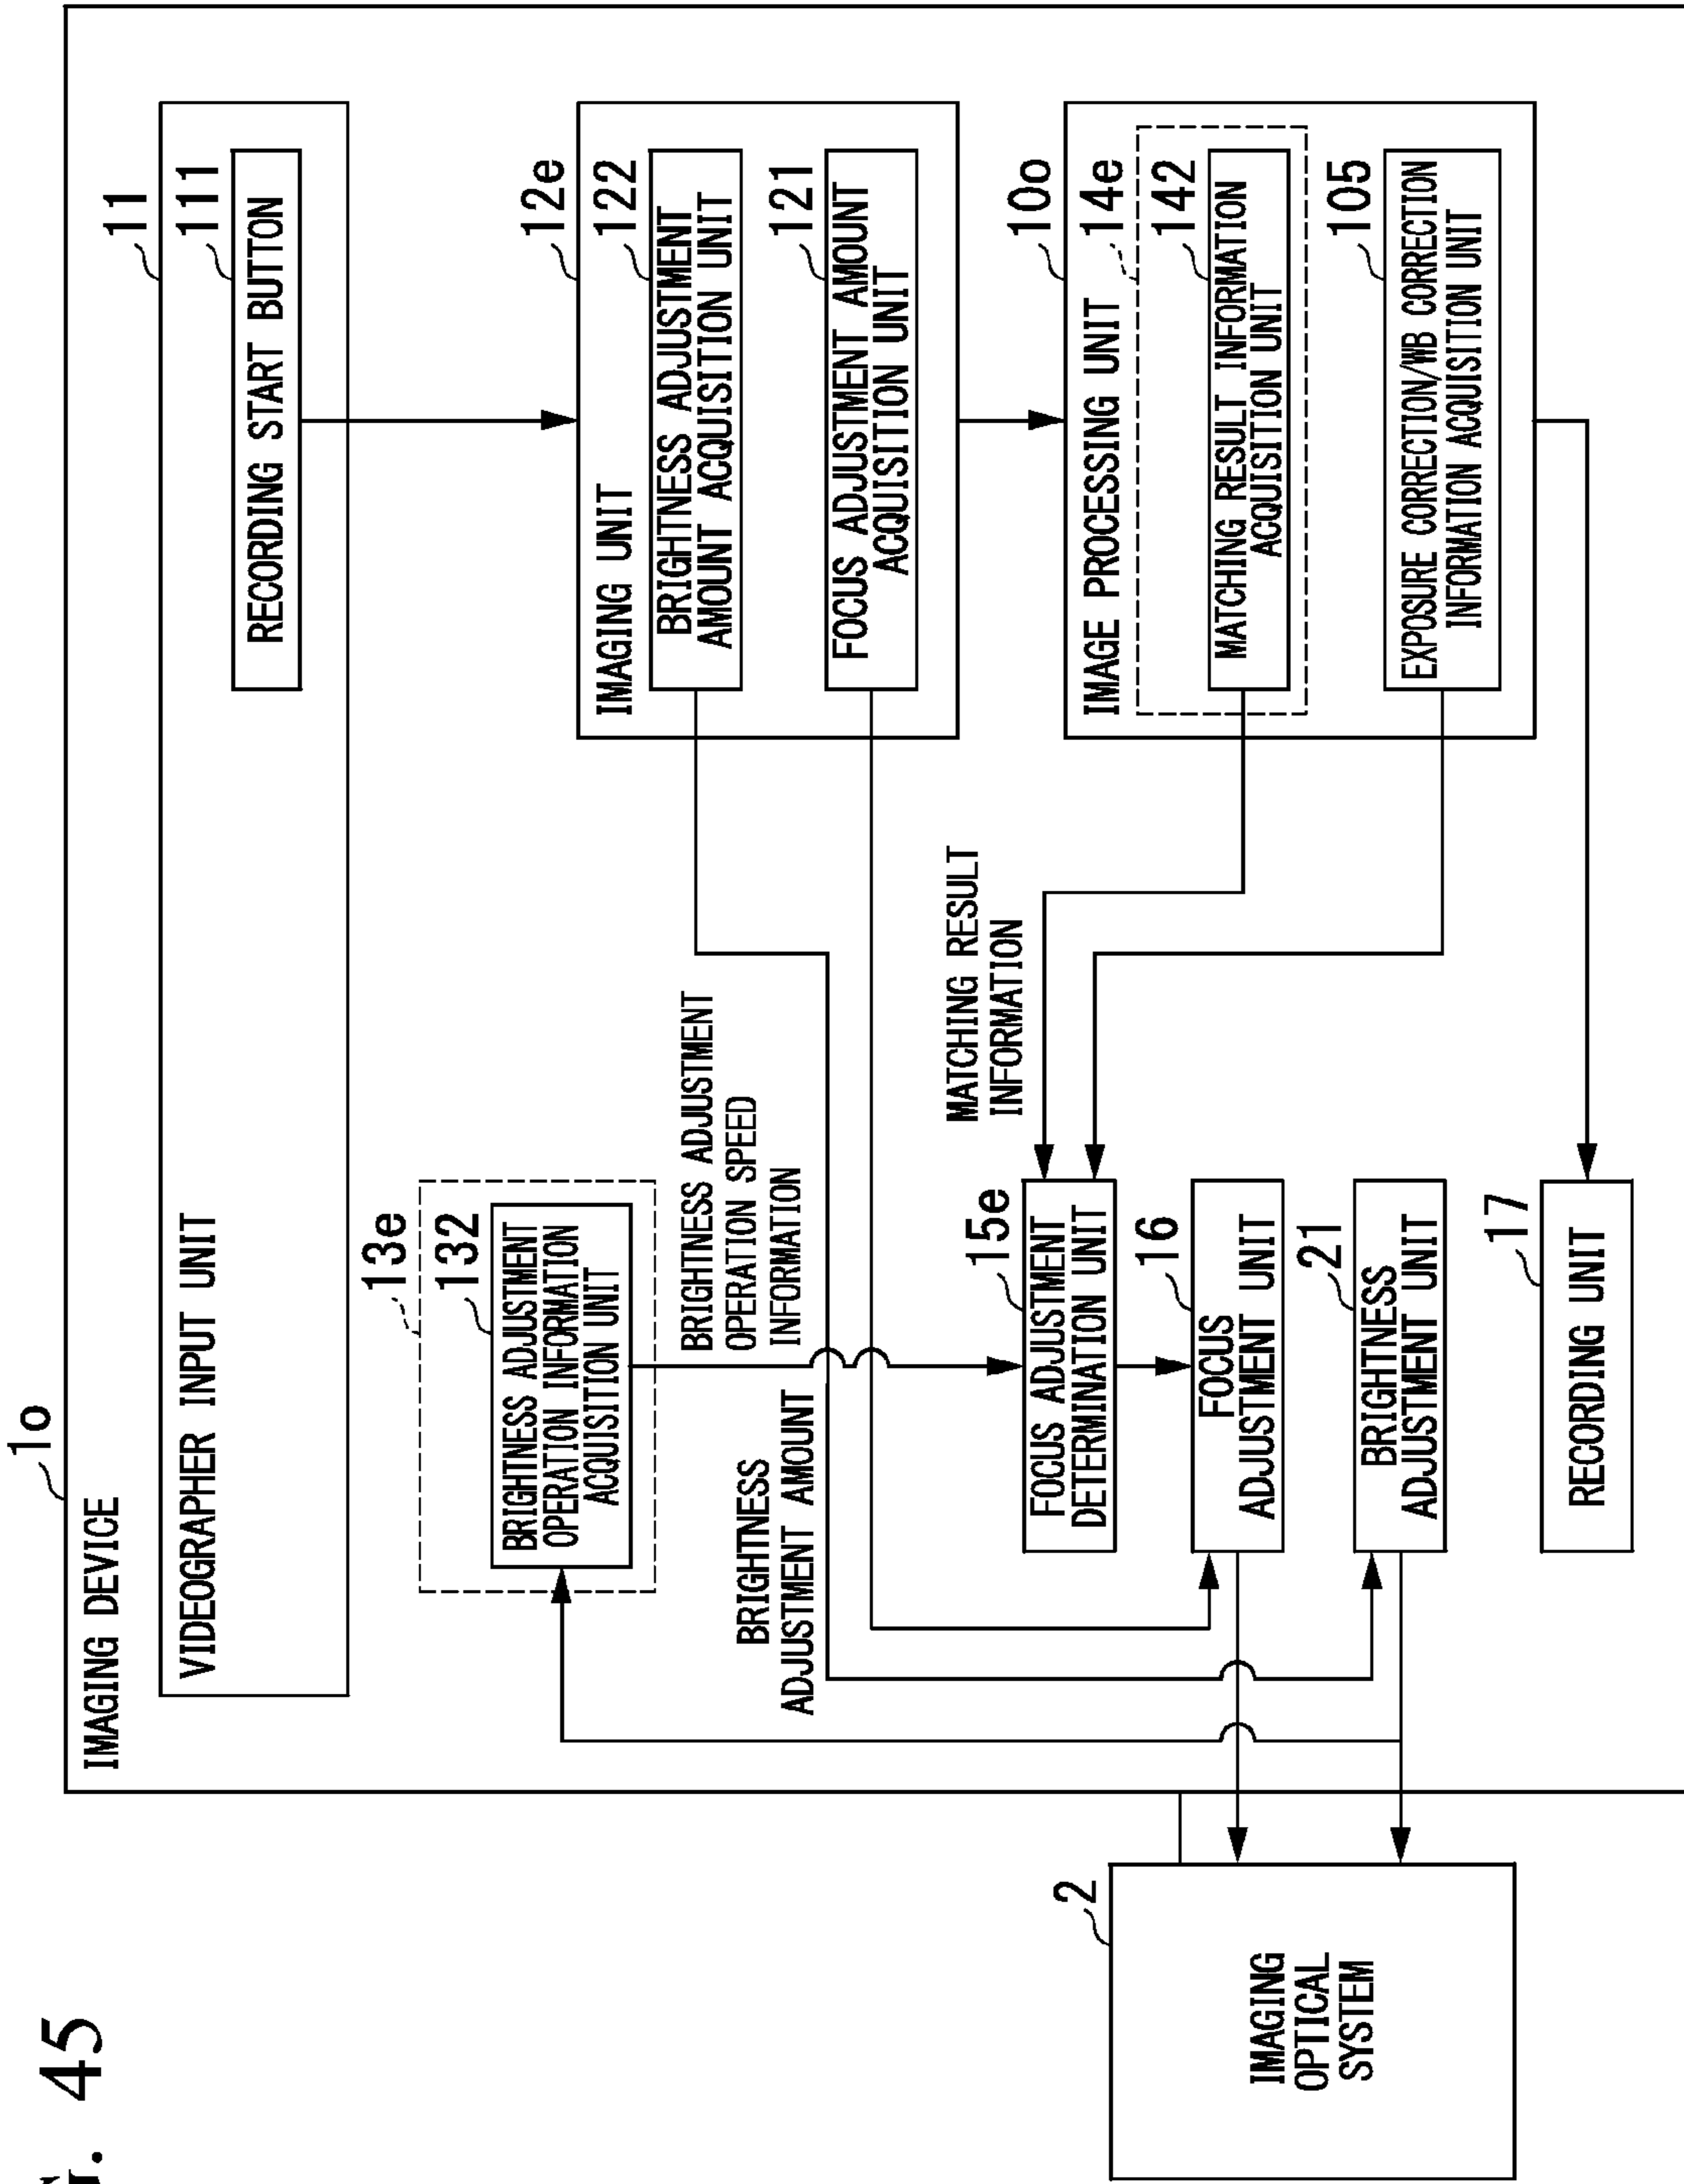 G. 45
1o
IMAGING DEVICE
11
VIDEOGRAPHER INPUT UNIT
111
RECORDING START BUTTON
13e
132
BRIGHTNESS ADJUSTMENT
OPERATION INFORMATION
ACQUISITION UNIT
12e
IMAGING UNIT
122
BRIGHTNESS ADJUSTMENT
AMOUNT ACQUISITION UNIT
121
FOCUS ADJUSTMENT AMOUNT
ACQUISITION UNIT
BRIGHTNESS ADJUSTMENT
OPERATION SPEED
INFORMATION
BRIGHTNESS
ADJUSTMENT AMOUNT
MATCHING RESULT
INFORMATION
10o
IMAGE PROCESSING UNIT
14e
142
MATCHING RESULT INFORMATION
ACQUISITION UNIT
105
EXPOSURE CORRECTION/WB CORRECTION
INFORMATION ACQUISITION UNIT
15e
FOCUS ADJUSTMENT
DETERMINATION UNIT
16
FOCUS
ADJUSTMENT UNIT
21
BRIGHTNESS
ADJUSTMENT UNIT
17
RECORDING UNIT
2
IMAGING
OPTICAL
SYSTEM